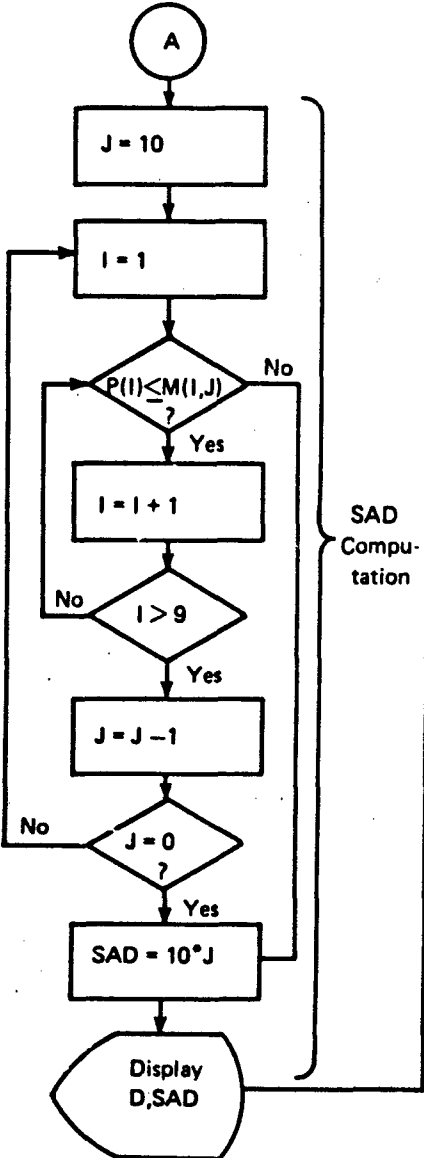 A
J = 10
I = 1
P(I)≤M(I,J)
?
No
Yes
I = I + 1
SAD
Compu-
tation
No
I > 9
Yes
J = J −1
No
J = 0
?
Yes
SAD = 10*J
Display
D,SAD